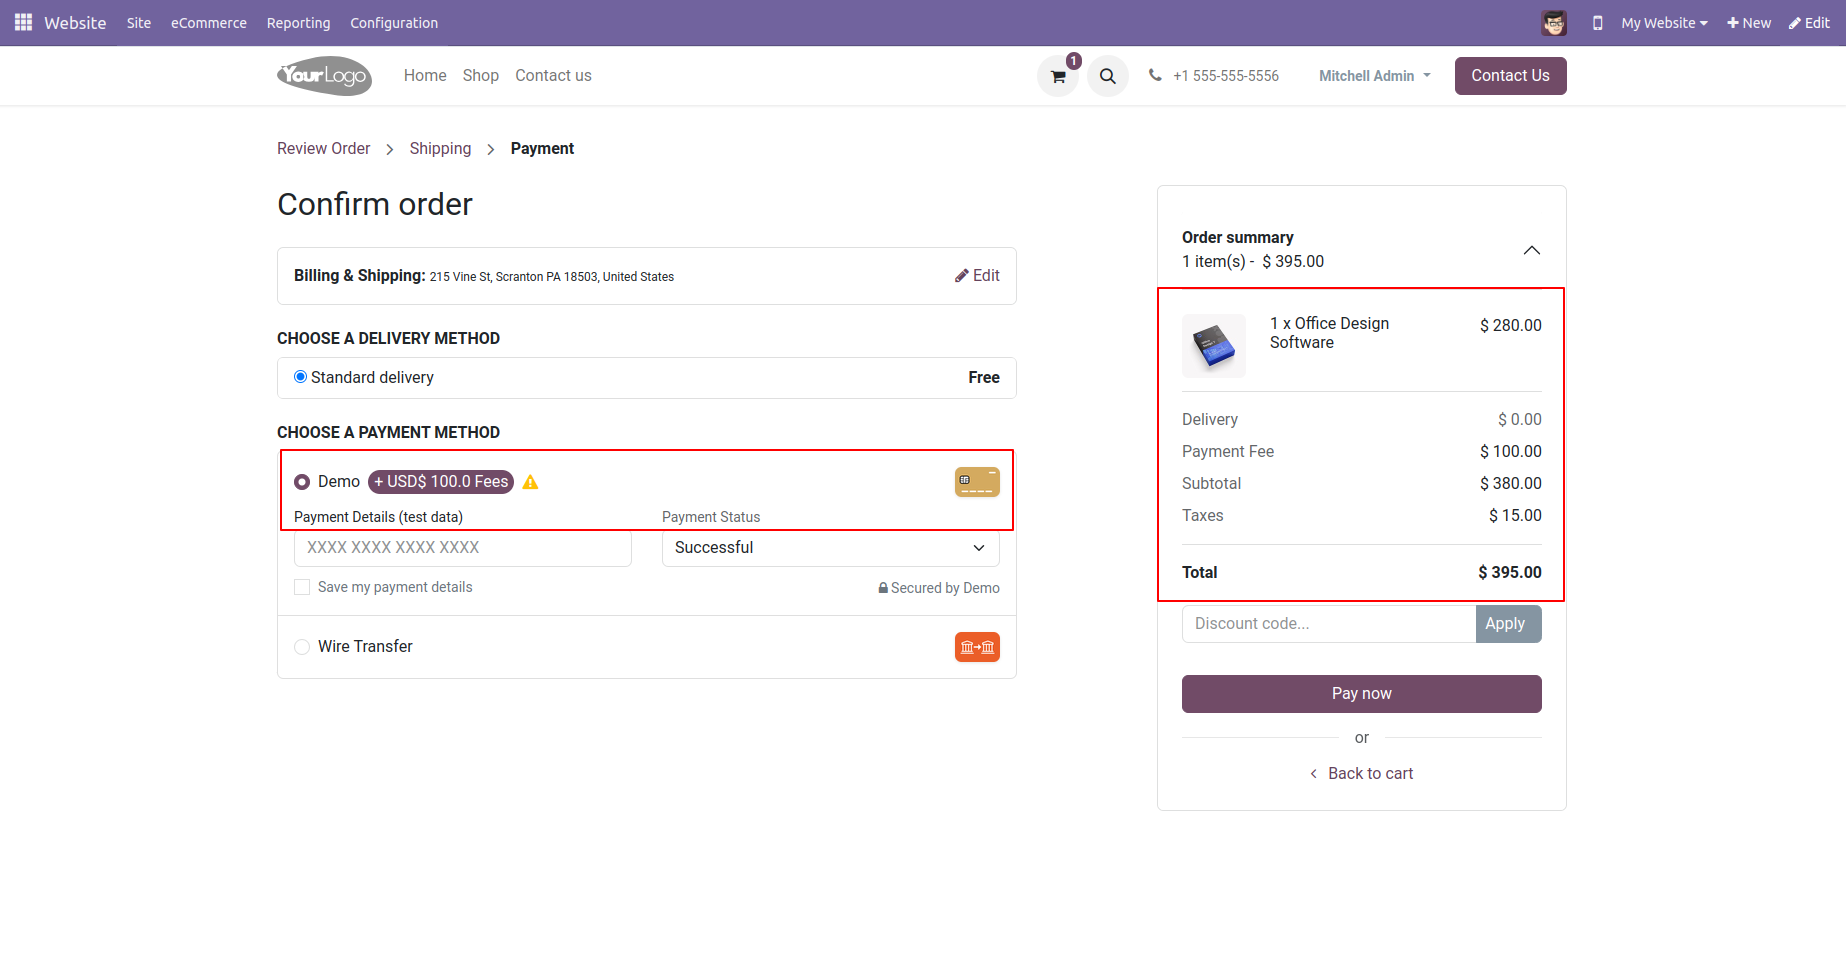 Website Site eCommerce Reporting Configuration My Website New Edit
YourLogo Home Shop Contact us 1 +1 555-555-5556 Mitchell Admin Contact Us
Review Order > Shipping > Payment
Confirm order
Billing & Shipping: 215 Vine St, Scranton PA 18503, United States Edit
CHOOSE A DELIVERY METHOD
Standard delivery Free
CHOOSE A PAYMENT METHOD
Demo + USD$ 100.0 Fees
Payment Details (test data) Payment Status
XXXX XXXX XXXX XXXX Successful
Save my payment details Secured by Demo
Wire Transfer
Order summary
1 item(s) - $ 395.00
1 x Office Design $ 280.00
Software
Delivery $ 0.00
Payment Fee $ 100.00
Subtotal $ 380.00
Taxes $ 15.00
Total $ 395.00
Discount code... Apply
Pay now
or
Back to cart